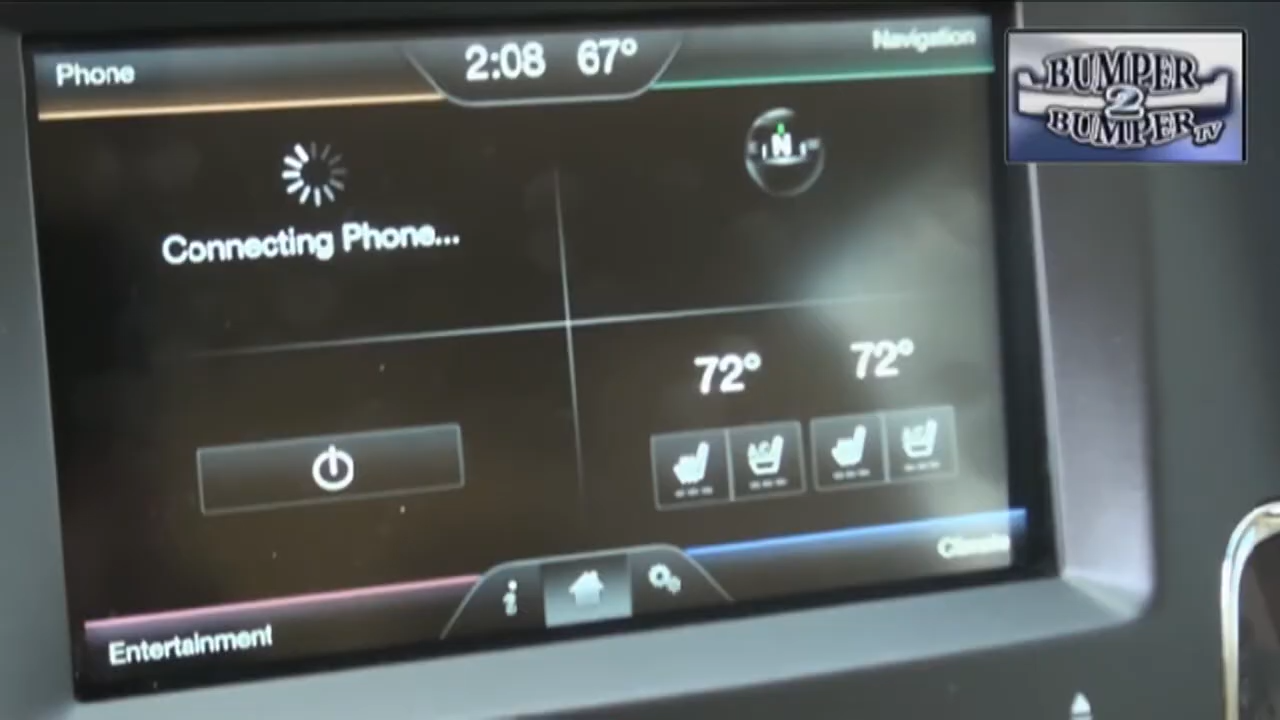 Phone
2:08 67°
Navigation
BUMPER
2
BUMPER TV
N
Connecting Phone...
72° 72°
i
Climate
Entertainment